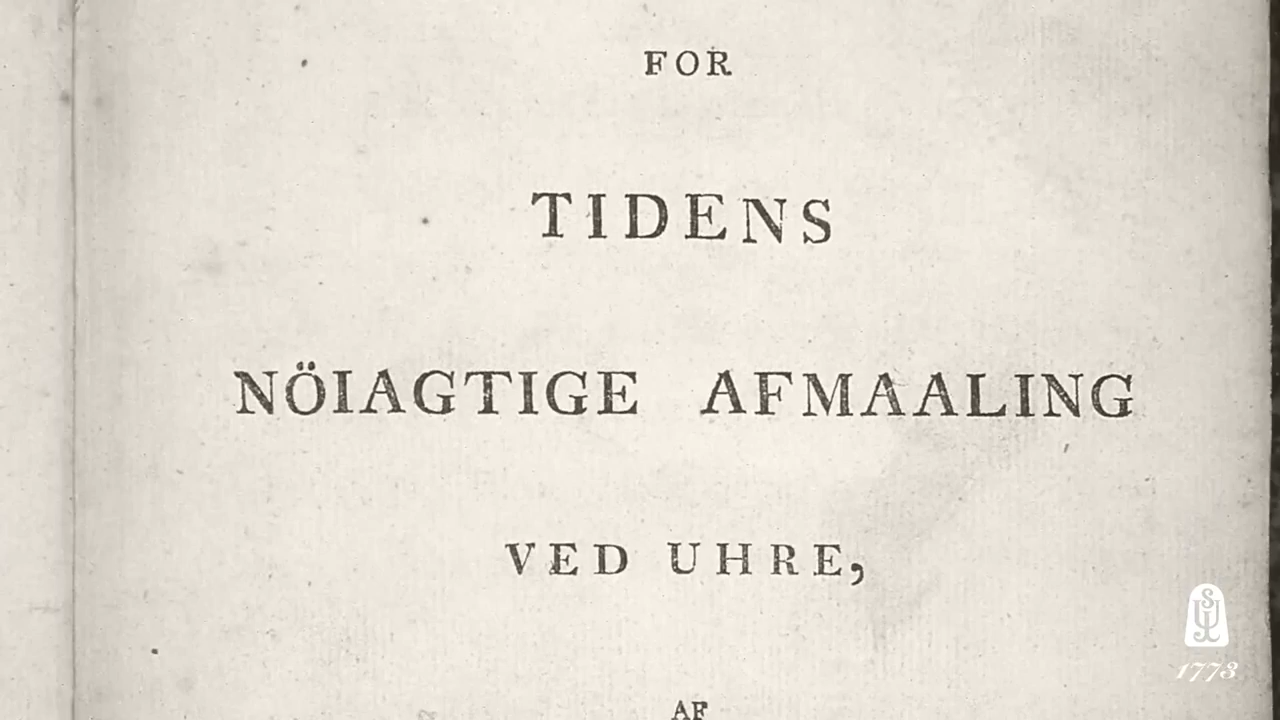 FOR
TIDENS
NÖIAGTIGE AFMAALING
VED UHRE,
AF
1773